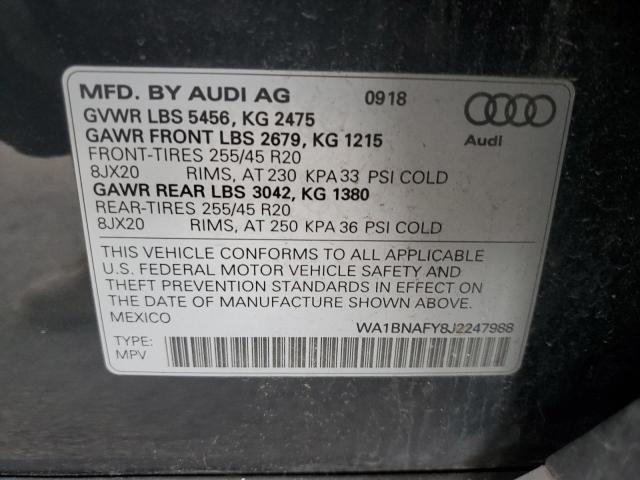 MFD. BY AUDI AG 0918
GVWR LBS 5456, KG 2475
GAWR FRONT LBS 2679, KG 1215
FRONT-TIRES 255/45 R20
8JX20 RIMS, AT 230 KPA 33 PSI COLD
GAWR REAR LBS 3042, KG 1380
REAR-TIRES 255/45 R20
8JX20 RIMS, AT 250 KPA 36 PSI COLD
Audi
THIS VEHICLE CONFORMS TO ALL APPLICABLE
U.S. FEDERAL MOTOR VEHICLE SAFETY AND
THEFT PREVENTION STANDARDS IN EFFECT ON
THE DATE OF MANUFACTURE SHOWN ABOVE.
MEXICO
WA1BNAFY8J2247988
TYPE:
MPV